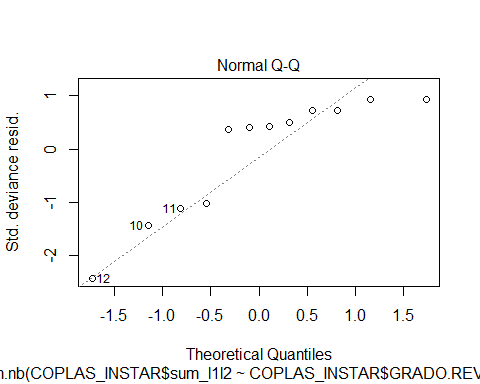 Normal Q-Q
Std. deviance resid.
1
0
-1
-2
11
10
12
-1.5 -1.0 -0.5 0.0 0.5 1.0 1.5
Theoretical Quantiles
n.nb(COPLAS_INSTAR$sum_l1l2 ~ COPLAS_INSTAR$GRADO.REV